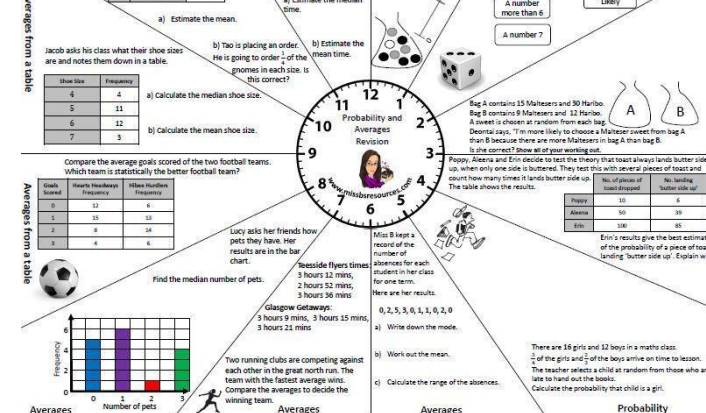 a) Estimate the median
time.
a) Estimate the mean.
A number
more than 6
A number 7
Likely
Averages from a table
Jacob asks his class what their shoe sizes
are and notes them down in a table.
Shoe Size Frequency
4 4
5 11
6 12
7 3
a) Calculate the median shoe size.
b) Calculate the mean shoe size.
b) Tao is placing an order.
He is going to order 1/4 of the
gnomes in each size. Is
this correct?
b) Estimate the
mean time.
12
1
2
3
4
5
6
7
8
9
10
11
Probability and
Averages
Revision
www.missbsresources.com
Bag A contains 15 Maltesers and 30 Haribo.
Bag B contains 9 Maltesers and 12 Haribo.
A sweet is chosen at random from each bag.
Deontai says, "I'm more likely to choose a Malteser sweet from bag A
than B because there are more Maltesers in bag A than bag B.
Is she correct? Show all of your working out.
A
B
Averages from a table
Compare the average goals scored of the two football teams.
Which team is statistically the better football team?
Goals Scored Hearts Headways Frequency Hibee Hurdlers Frequency
0 12 6
1 15 13
2 8 14
3 4 6
Poppy, Aleena and Erin decide to test the theory that toast always lands butter side
up, when only one side is buttered. They test this with several pieces of toast and
count how many times it lands butter side up.
The table shows the results.
No. of pieces of toast dropped No. landing 'butter side up'
Poppy 10 6
Aleena 50 39
Erin 100 85
Erin's results give the best estimat
of the probability of a piece of toa
landing 'butter side up'. Explain w
Lucy asks her friends how
pets they have. Her
results are in the bar
chart.
Find the median number of pets.
Frequency
6
4
2
0
0 1 2 3
Number of pets
Averages
Teesside flyers times:
3 hours 12 mins,
2 hours 52 mins,
3 hours 36 mins
Glasgow Getaways:
3 hours 9 mins, 3 hours 15 mins,
3 hours 21 mins
Two running clubs are competing against
each other in the great north run. The
team with the fastest average wins.
Compare the averages to decide the
winning team.
Averages
Miss B kept a
record of the
number of
absences for each
student in her class
for one term.
Here are her results.
0, 2, 5, 3, 0, 1, 1, 0, 2, 0
a) Write down the mode.
b) Work out the mean.
c) Calculate the range of the absences.
Averages
There are 16 girls and 12 boys in a maths class.
of the girls and of the boys arrive on time to lesson.
The teacher selects a child at random from those who ar
late to hand out the books.
Calculate the probability that the child is a girl.
Probability